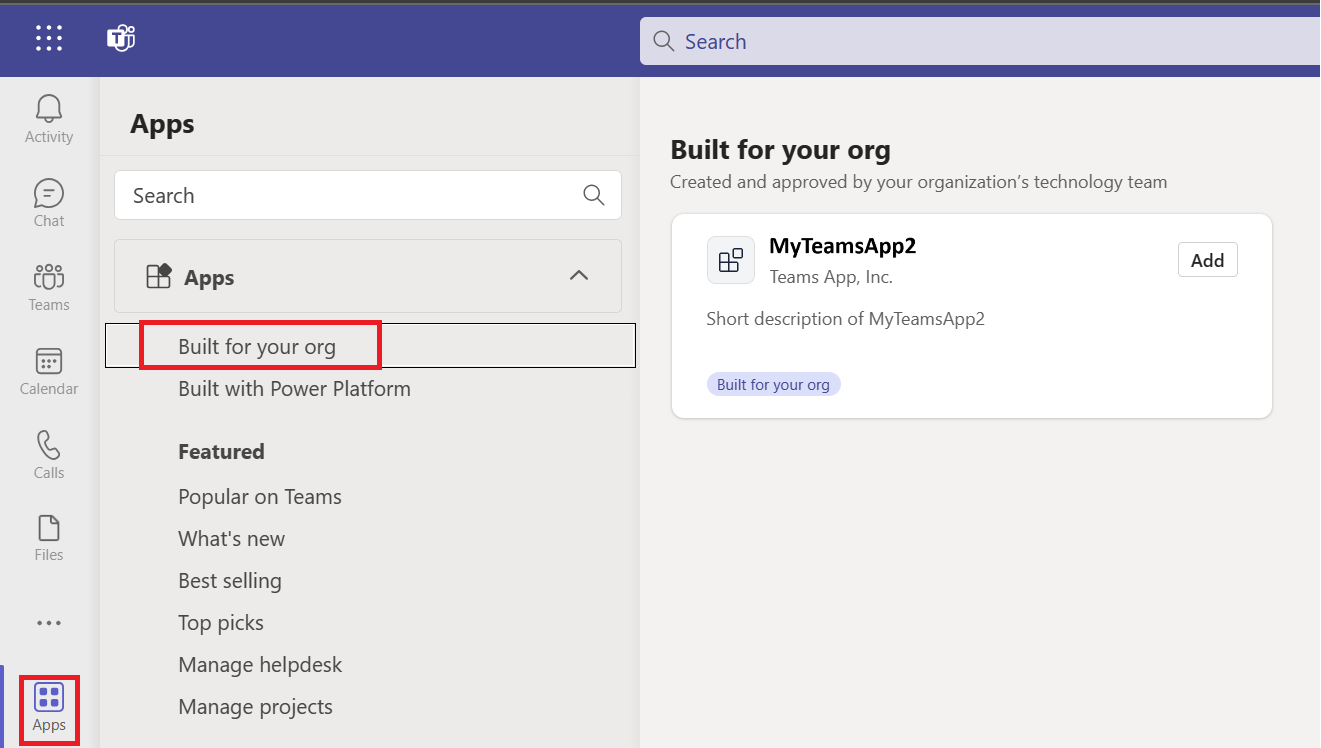 Search
Activity
Chat
Teams
Calendar
Calls
Files
Apps
Apps
Search
Apps
Built for your org
Built with Power Platform
Featured
Popular on Teams
What's new
Best selling
Top picks
Manage helpdesk
Manage projects
Built for your org
Created and approved by your organization’s technology team
MyTeamsApp2
Teams App, Inc.
Add
Short description of MyTeamsApp2
Built for your org